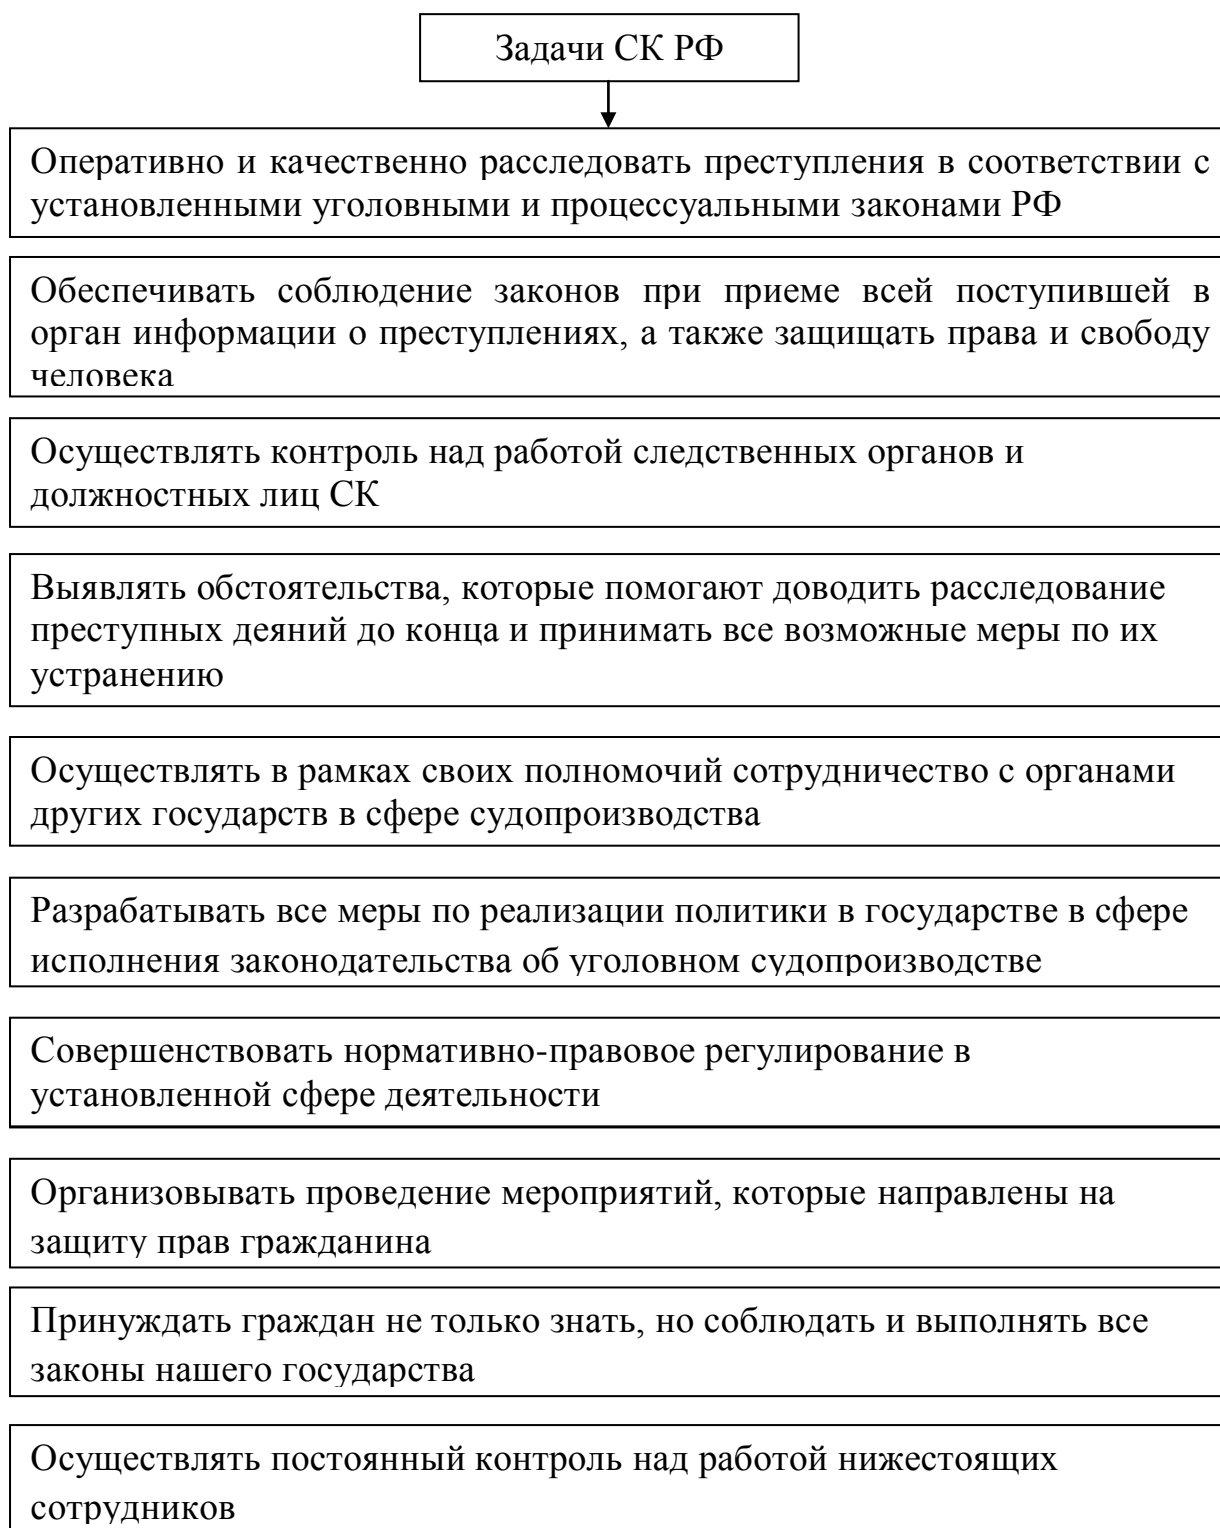 Задачи СК РФ
Оперативно и качественно расследовать преступления в соответствии с
установленными уголовными и процессуальными законами РФ
Обеспечивать соблюдение законов при приеме всей поступившей в
орган информации о преступлениях, а также защищать права и свободу
человека
Осуществлять контроль над работой следственных органов и
должностных лиц СК
Выявлять обстоятельства, которые помогают доводить расследование
преступных деяний до конца и принимать все возможные меры по их
устранению
Осуществлять в рамках своих полномочий сотрудничество с органами
других государств в сфере судопроизводства
Разрабатывать все меры по реализации политики в государстве в сфере
исполнения законодательства об уголовном судопроизводстве
Совершенствовать нормативно-правовое регулирование в
установленной сфере деятельности
Организовывать проведение мероприятий, которые направлены на
защиту прав гражданина
Принуждать граждан не только знать, но соблюдать и выполнять все
законы нашего государства
Осуществлять постоянный контроль над работой нижестоящих
сотрудников